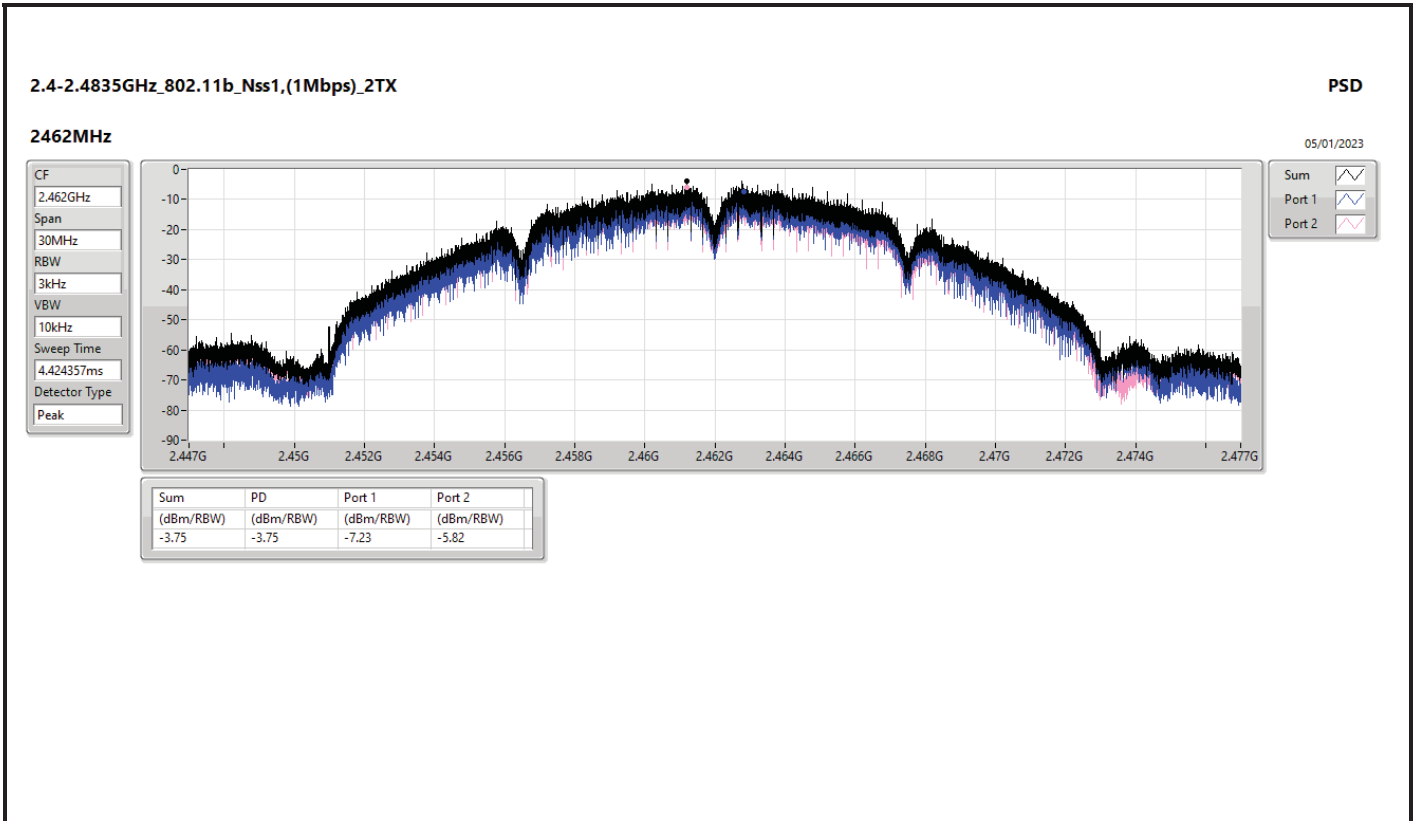 2.4-2.4835GHz_802.11b_Nss1,(1Mbps)_2TX
PSD
2462MHz
05/01/2023
CF
2.462GHz
Span
30MHz
RBW
3kHz
VBW
10kHz
Sweep Time
4.424357ms
Detector Type
Peak
0
-10
-20
-30
-40
-50
-60
-70
-80
-90
2.447G 2.45G 2.452G 2.454G 2.456G 2.458G 2.46G 2.462G 2.464G 2.466G 2.468G 2.47G 2.472G 2.474G 2.477G
Sum
Port 1
Port 2
Sum PD Port 1 Port 2
(dBm/RBW) (dBm/RBW) (dBm/RBW) (dBm/RBW)
-3.75 -3.75 -7.23 -5.82